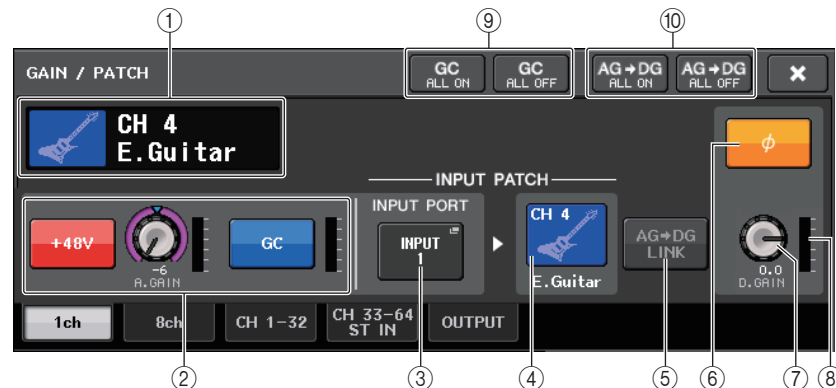 ① ⑨ ⑩
GAIN / PATCH
GC ALL ON
GC ALL OFF
AG→DG ALL ON
AG→DG ALL OFF
×
CH 4
E.Guitar
φ
INPUT PATCH
INPUT PORT
+48V
-6
A.GAIN
GC
INPUT
1
CH 4
E.Guitar
AG→DG
LINK
0.0
D.GAIN
1ch
8ch
CH 1-32
CH 33-64
ST IN
OUTPUT
② ③ ④ ⑤ ⑥ ⑦ ⑧